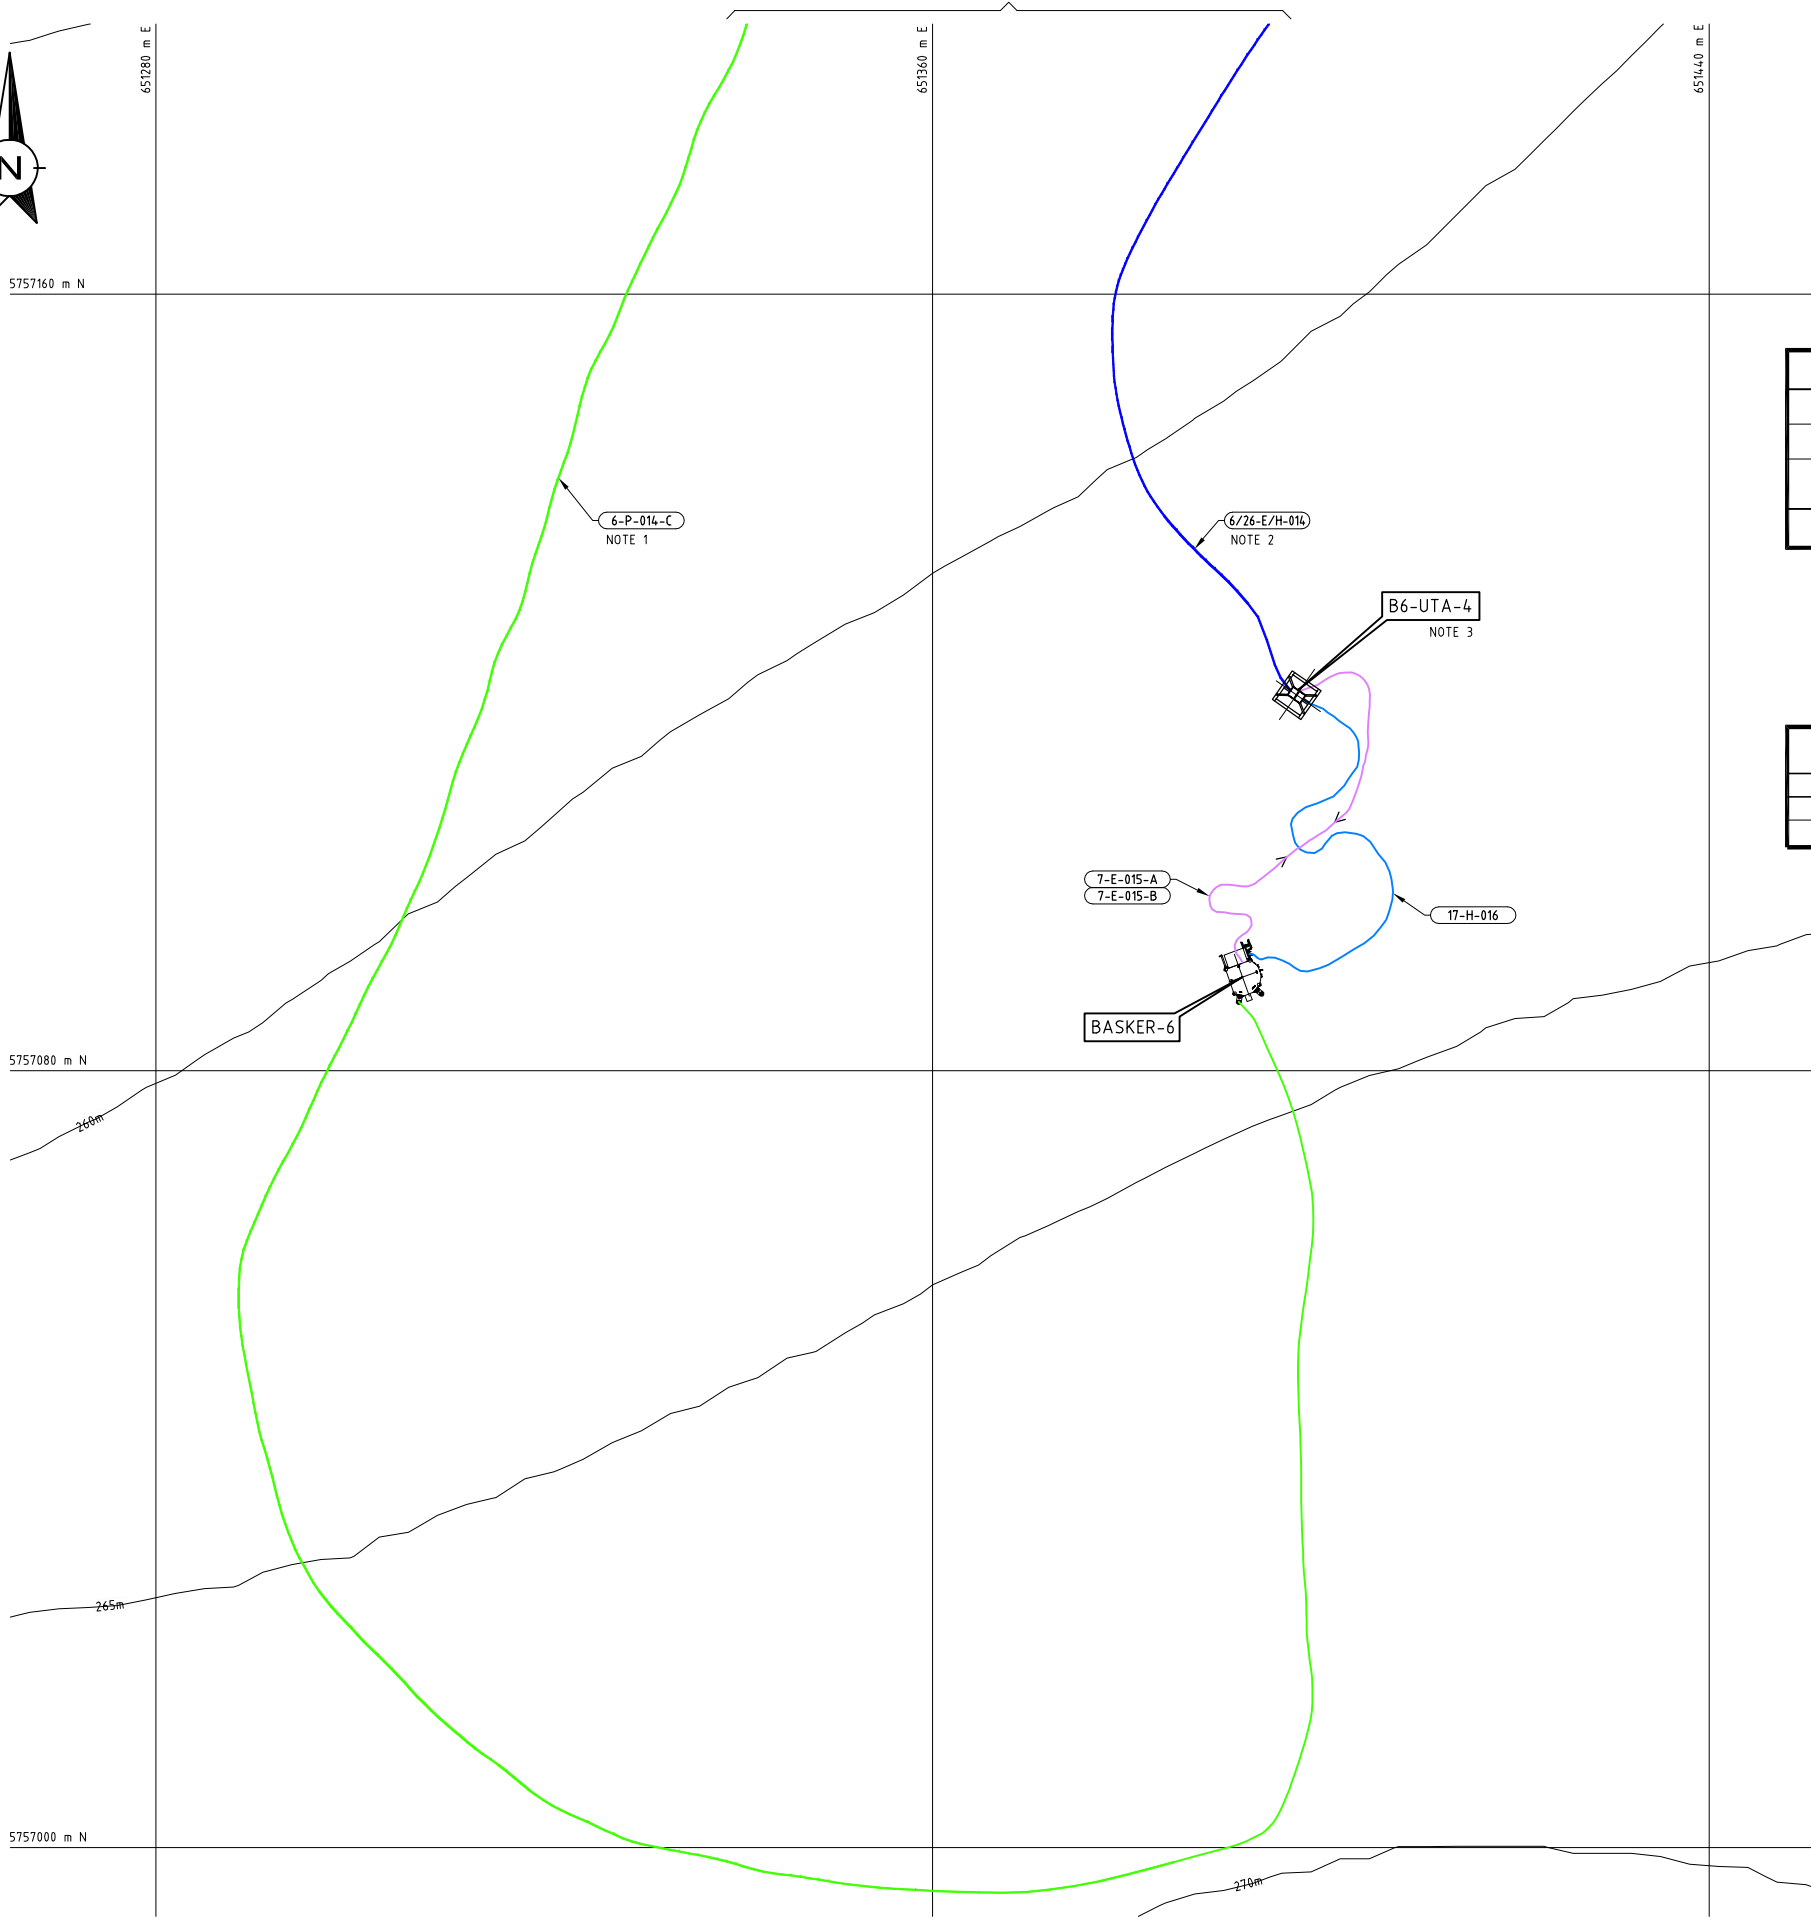 651280 m E
651360 m E
651440 m E
N
5757160 m N
6-P-014-C
NOTE 1
6/26-E/H-014
NOTE 2
B6-UTA-4
NOTE 3
7-E-015-A
7-E-015-B
17-H-016
BASKER-6
5757080 m N
260m
265m
5757000 m N
270m